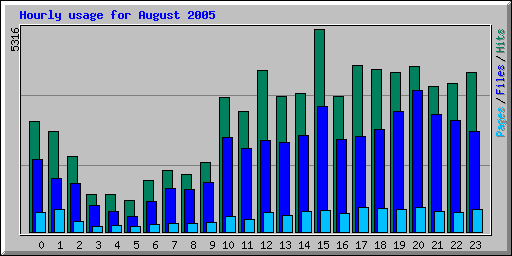 Hourly usage for August 2005
5316
Pages/Files/Hits
0 1 2 3 4 5 6 7 8 9 10 11 12 13 14 15 16 17 18 19 20 21 22 23